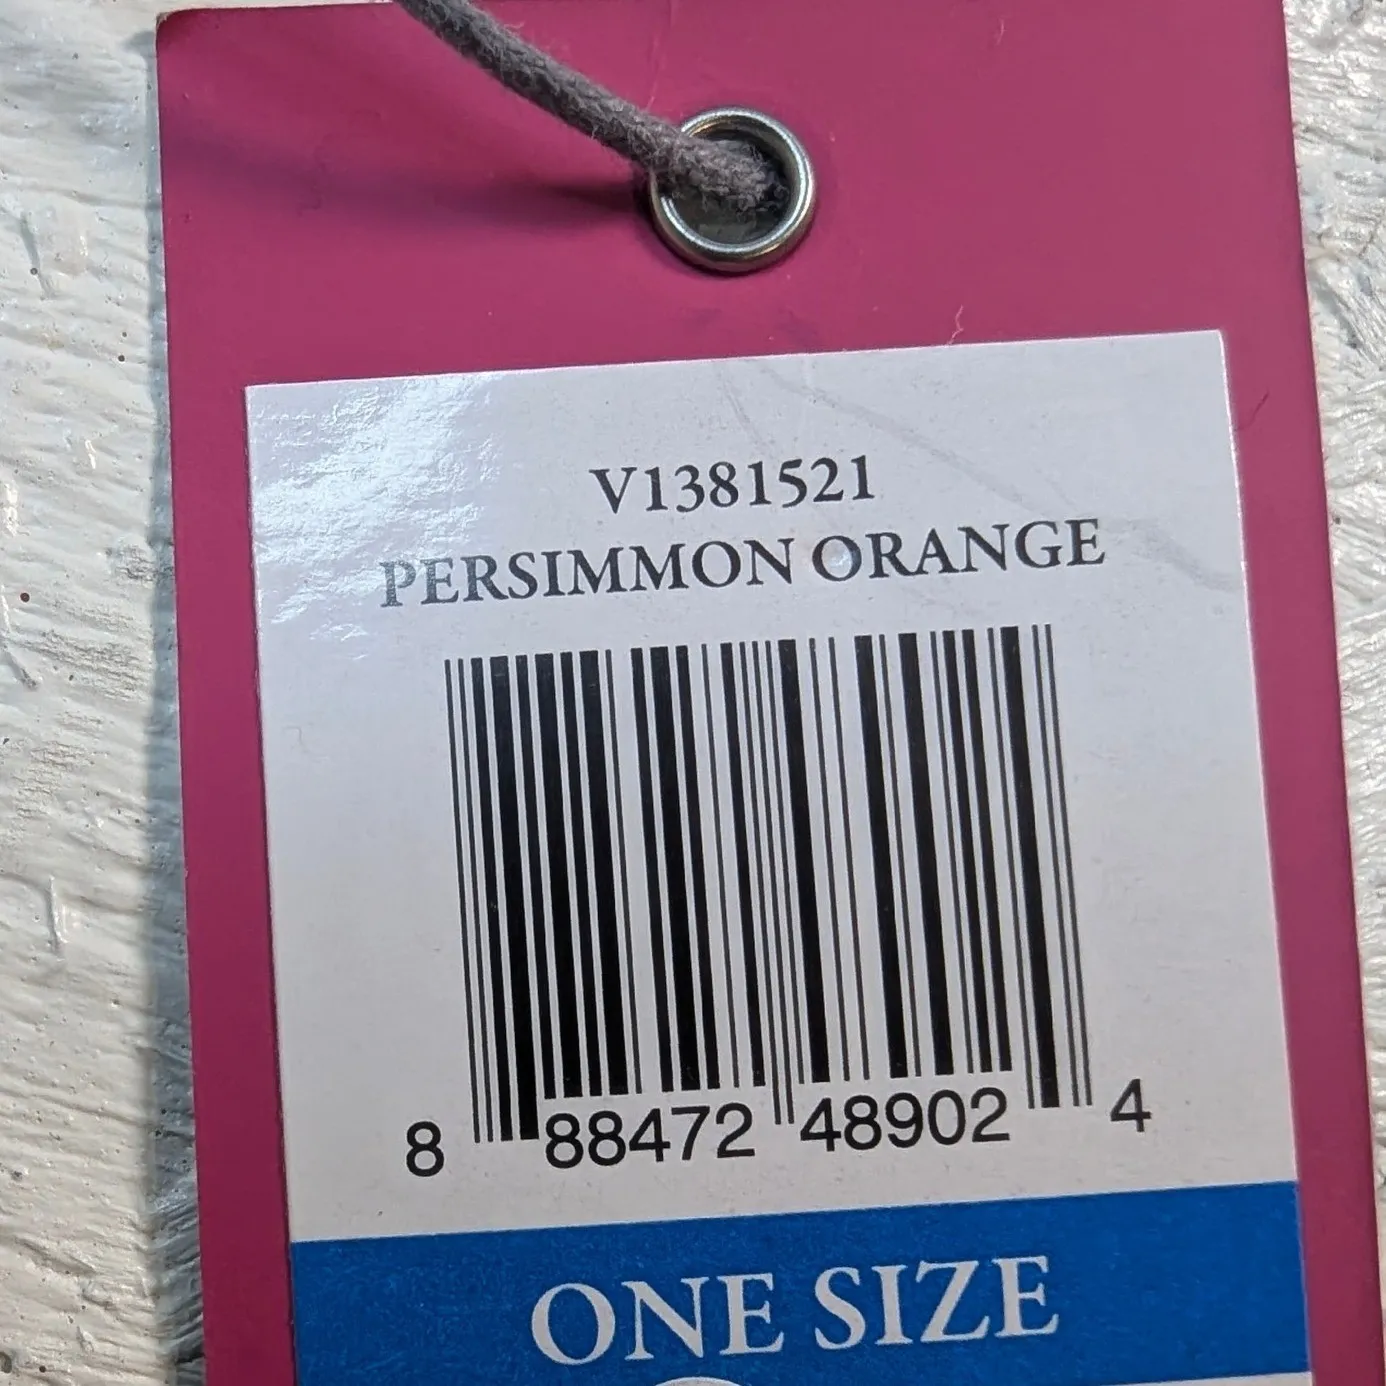 V1381521
PERSIMMON ORANGE
8 88472 48902 4
ONE SIZE